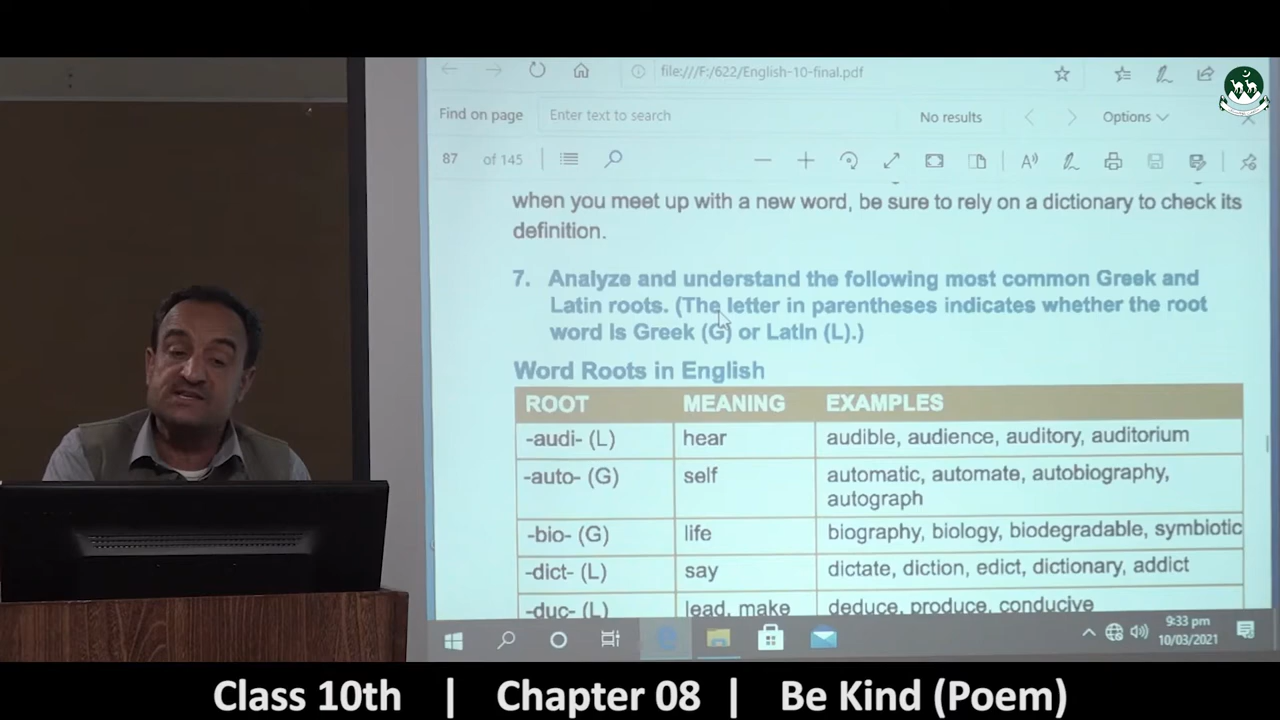 file:///F:/622/English-10-final.pdf
Find on page
Enter text to search
No results
Options
87 of 145
when you meet up with a new word, be sure to rely on a dictionary to check its
definition.
7. Analyze and understand the following most common Greek and
Latin roots. (The letter in parentheses indicates whether the root
word is Greek (G) or Latin (L).)
Word Roots in English
ROOT MEANING EXAMPLES
-audi- (L) hear audible, audience, auditory, auditorium
-auto- (G) self automatic, automate, autobiography,
autograph
-bio- (G) life biography, biology, biodegradable, symbiotic
-dict- (L) say dictate, diction, edict, dictionary, addict
-duc- (L) lead, make deduce, produce, conducive
9:33 pm
10/03/2021
Class 10th | Chapter 08 | Be Kind (Poem)